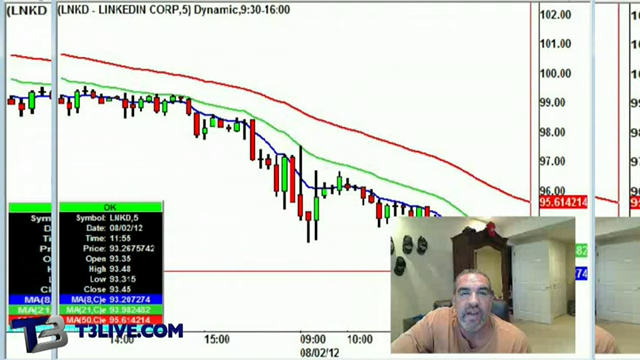 (LNKD
(LNKD - LINKEDIN CORP,5) Dynamic,9:30-16:00
102.00
101.00
100.00
99.00
98.00
97.00
96.00
95.614214
OK
Symbol: LNKD,5
Date: 08/02/12
Time: 11:55
Price: 93.2675742
Open 93.35
High 93.48
Low 93.315
Close 93.45
MA(8,C)e 93.267274
MA(21,C)e 93.982482
MA(50,C)e 95.614214
T3LIVE.COM
14:00
15:00
09:00
10:00
08/02/12